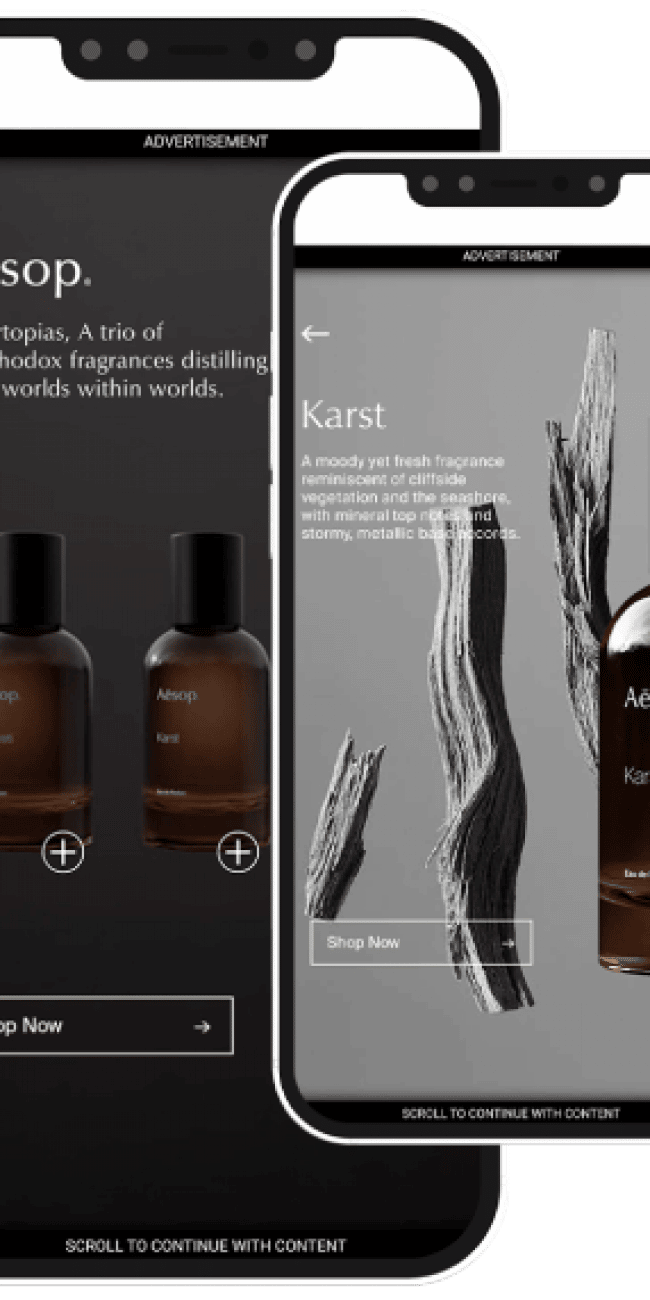 ADVERTISEMENT
sop.
rtopias, A trio of
hodox fragrances distilling
worlds within worlds.
op.
Aēsop.
Karst
op Now →
SCROLL TO CONTINUE WITH CONTENT
ADVERTISEMENT
←
Karst
A moody yet fresh fragrance
reminiscent of cliffside
vegetation and the seashore,
with mineral top notes and
stormy, metallic base accords.
Aē
Kar
Shop Now →
SCROLL TO CONTINUE WITH CONTENT